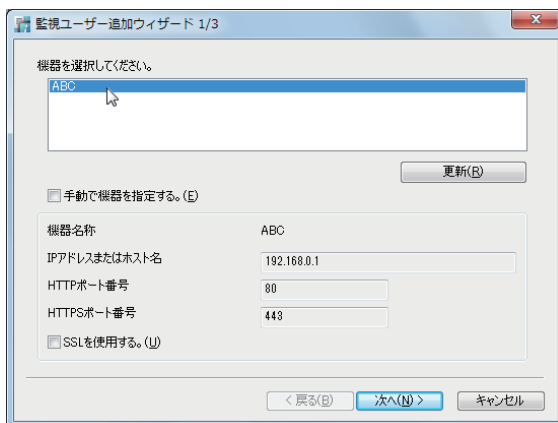 監視ユーザー追加ウィザード 1/3
機器を選択してください。
ABC
更新(R)
手動で機器を指定する。(E)
機器名称 ABC
IPアドレスまたはホスト名 192.168.0.1
HTTPポート番号 80
HTTPSポート番号 443
SSLを使用する。(U)
< 戻る(B) 次へ(N) > キャンセル